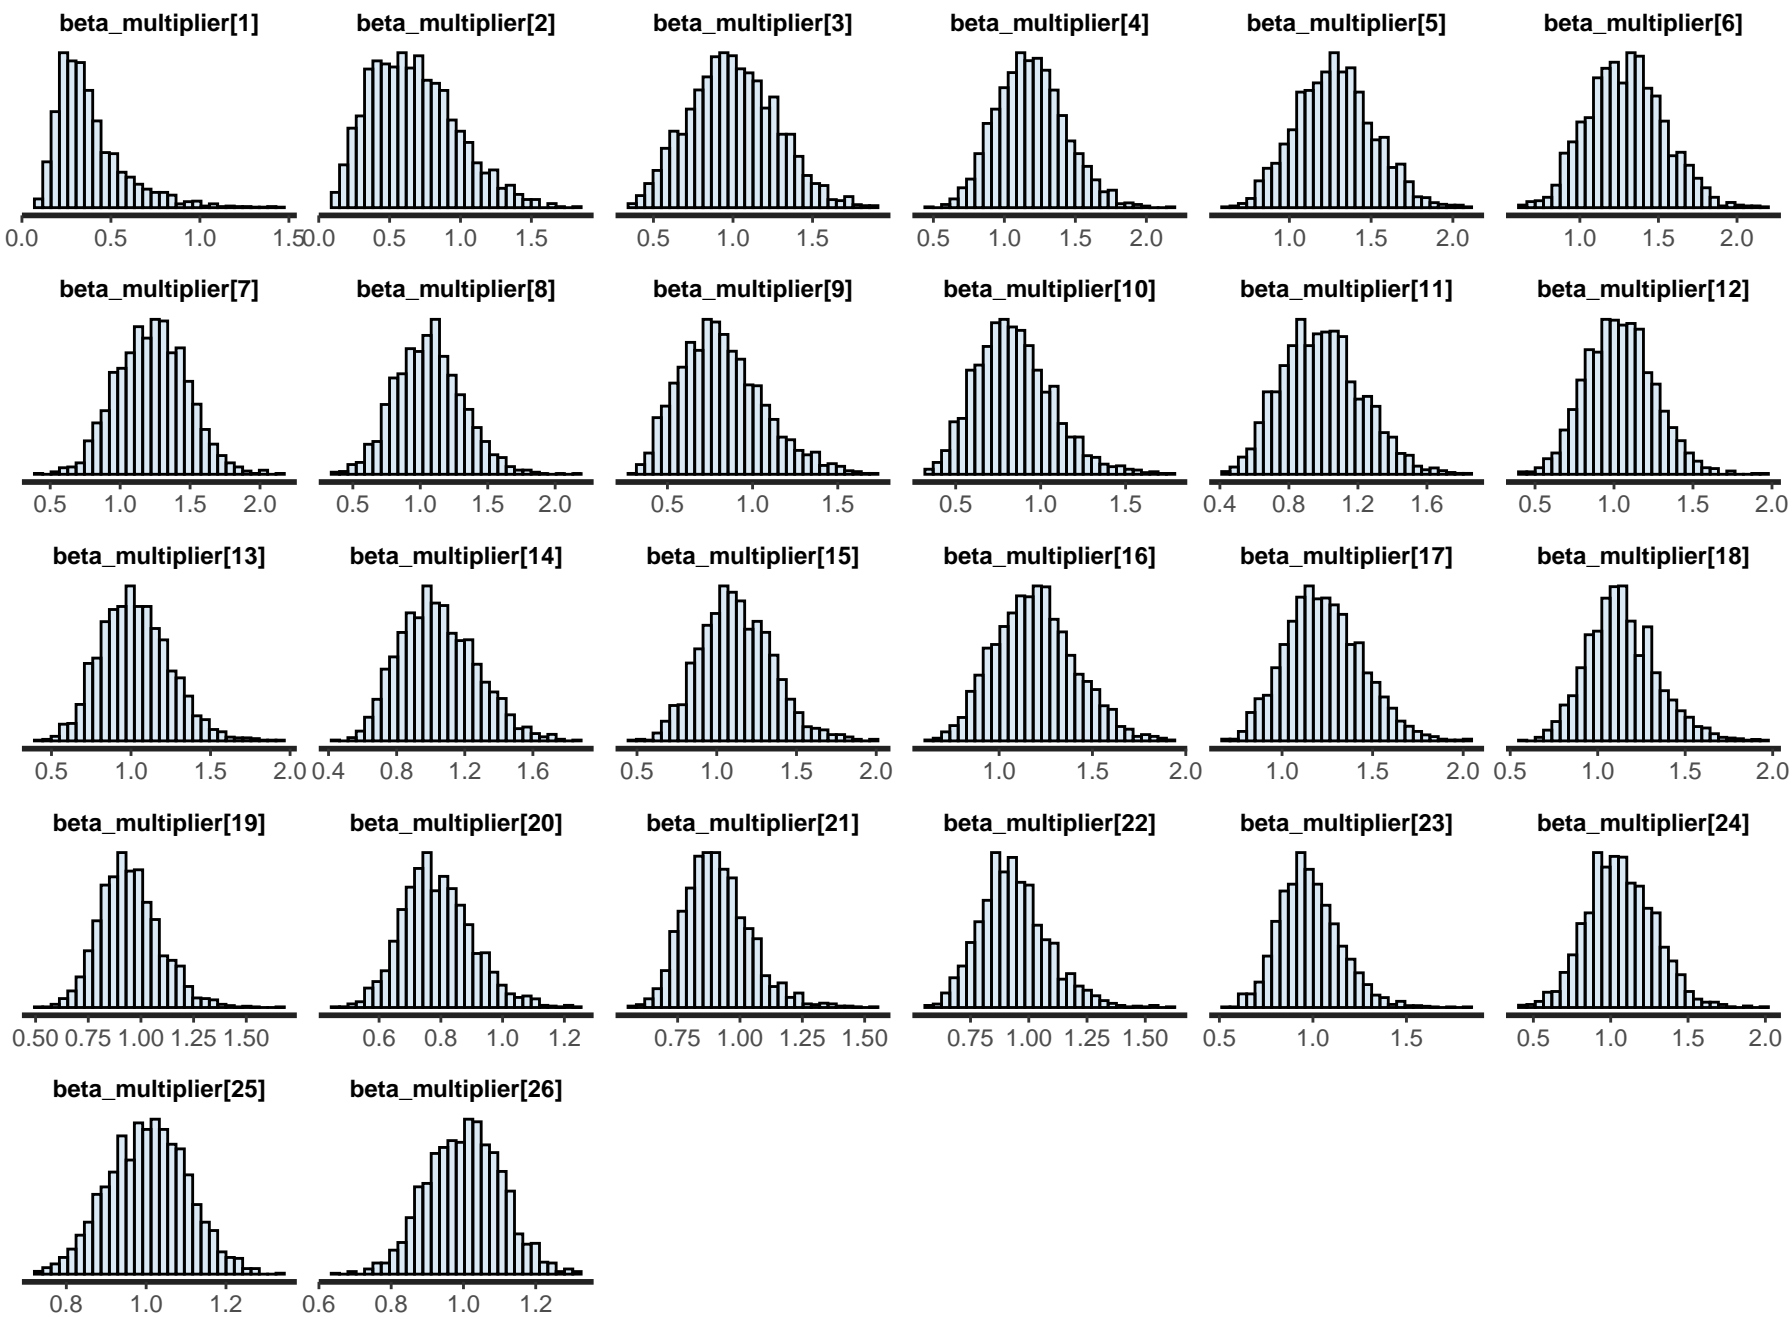 beta_multiplier[1] beta_multiplier[2] beta_multiplier[3] beta_multiplier[4] beta_multiplier[5] beta_multiplier[6]
0.0 0.5 1.0 1.5 0.0 0.5 1.0 1.5 0.5 1.0 1.5 0.5 1.0 1.5 2.0 1.0 1.5 2.0 1.0 1.5 2.0
beta_multiplier[7] beta_multiplier[8] beta_multiplier[9] beta_multiplier[10] beta_multiplier[11] beta_multiplier[12]
0.5 1.0 1.5 2.0 0.5 1.0 1.5 2.0 0.5 1.0 1.5 0.5 1.0 1.5 0.4 0.8 1.2 1.6 0.5 1.0 1.5 2.0
beta_multiplier[13] beta_multiplier[14] beta_multiplier[15] beta_multiplier[16] beta_multiplier[17] beta_multiplier[18]
0.5 1.0 1.5 2.0 0.4 0.8 1.2 1.6 0.5 1.0 1.5 2.0 1.0 1.5 2.0 1.0 1.5 2.0 0.5 1.0 1.5 2.0
beta_multiplier[19] beta_multiplier[20] beta_multiplier[21] beta_multiplier[22] beta_multiplier[23] beta_multiplier[24]
0.50 0.75 1.00 1.25 1.50 0.6 0.8 1.0 1.2 0.75 1.00 1.25 1.50 0.75 1.00 1.25 1.50 0.5 1.0 1.5 0.5 1.0 1.5 2.0
beta_multiplier[25] beta_multiplier[26]
0.8 1.0 1.2 0.6 0.8 1.0 1.2